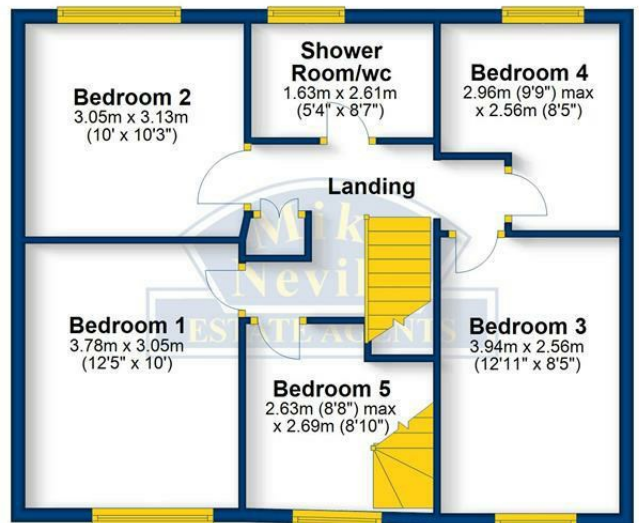 Bedroom 2
3.05m x 3.13m
(10' x 10'3")
Shower
Room/wc
1.63m x 2.61m
(5'4" x 8'7")
Bedroom 4
2.96m (9'9") max
x 2.56m (8'5")
Landing
Mik
Nevil
ESTATE AGENTS
Bedroom 1
3.78m x 3.05m
(12'5" x 10')
Bedroom 3
3.94m x 2.56m
(12'11" x 8'5")
Bedroom 5
2.63m (8'8") max
x 2.69m (8'10")